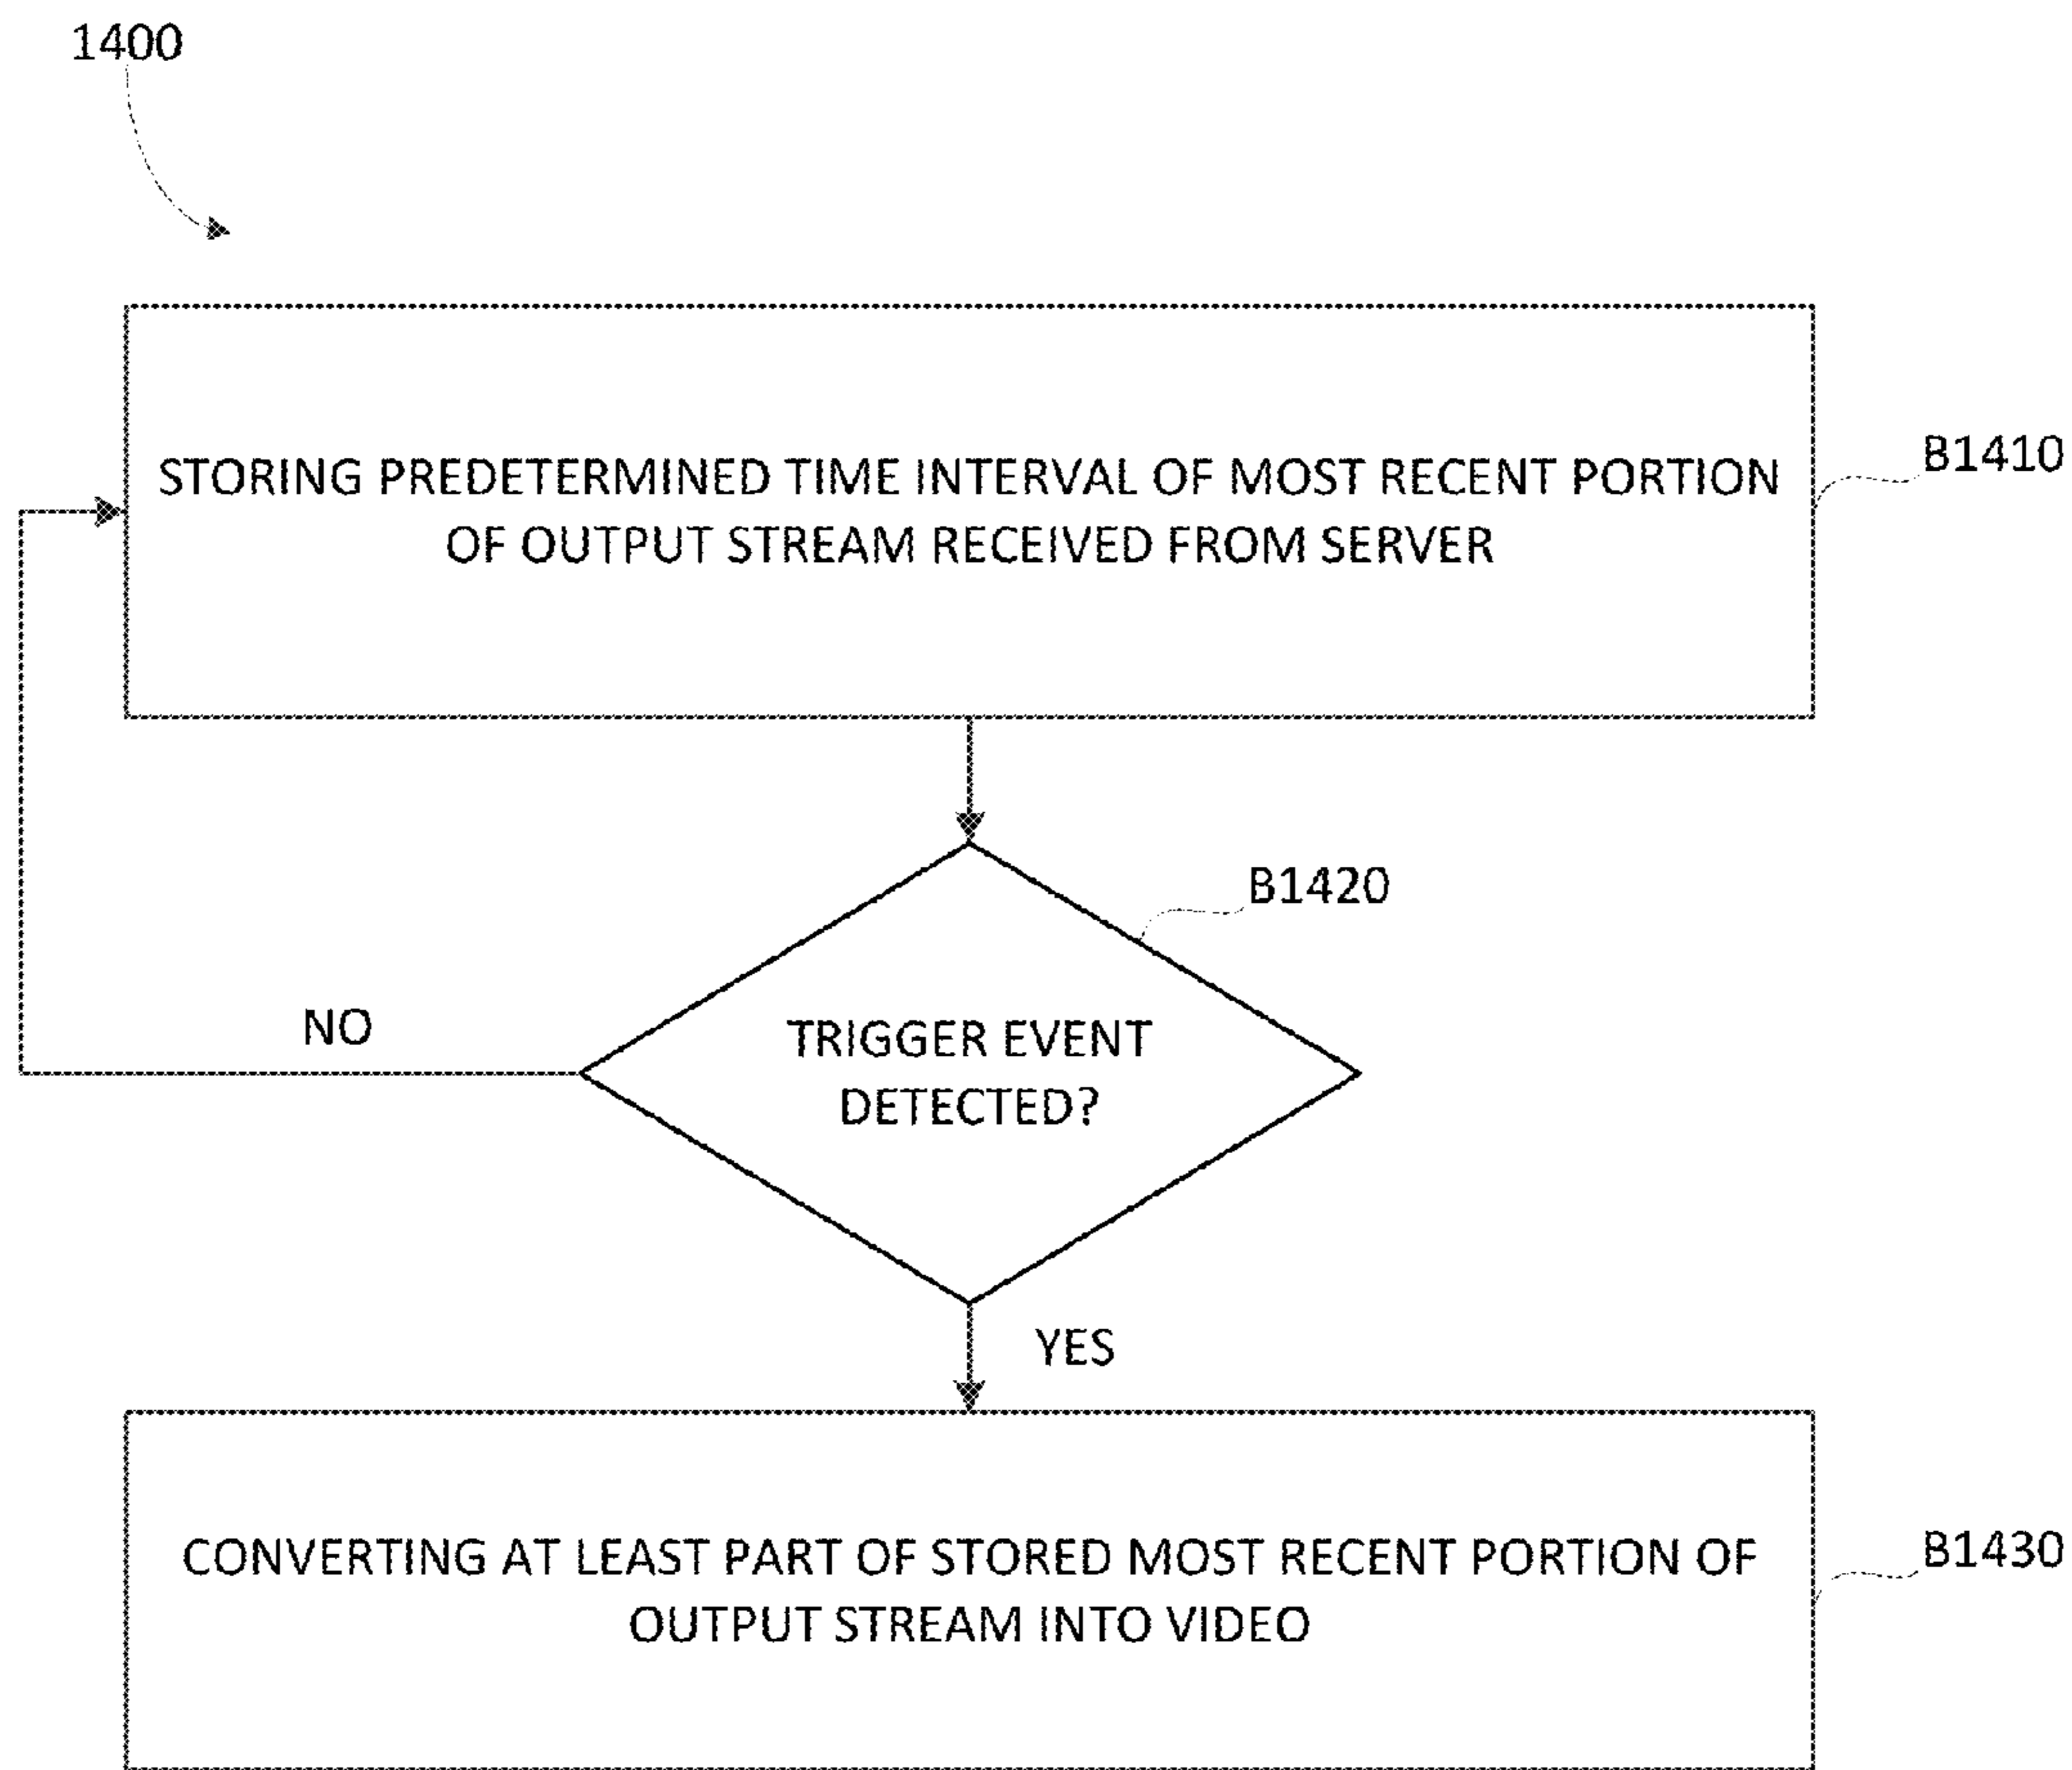 1400
STORING PREDETERMINED TIME INTERVAL OF MOST RECENT PORTION
OF OUTPUT STREAM RECEIVED FROM SERVER
B1410
B1420
NO
TRIGGER EVENT
DETECTED?
YES
CONVERTING AT LEAST PART OF STORED MOST RECENT PORTION OF
OUTPUT STREAM INTO VIDEO
B1430